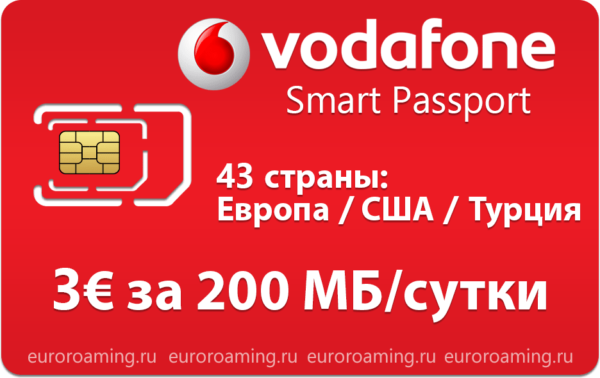 vodafone
Smart Passport
43 страны:
Европа / США / Турция
3€ за 200 МБ/сутки
euroroaming.ru euroroaming.ru euroroaming.ru euroroaming.ru